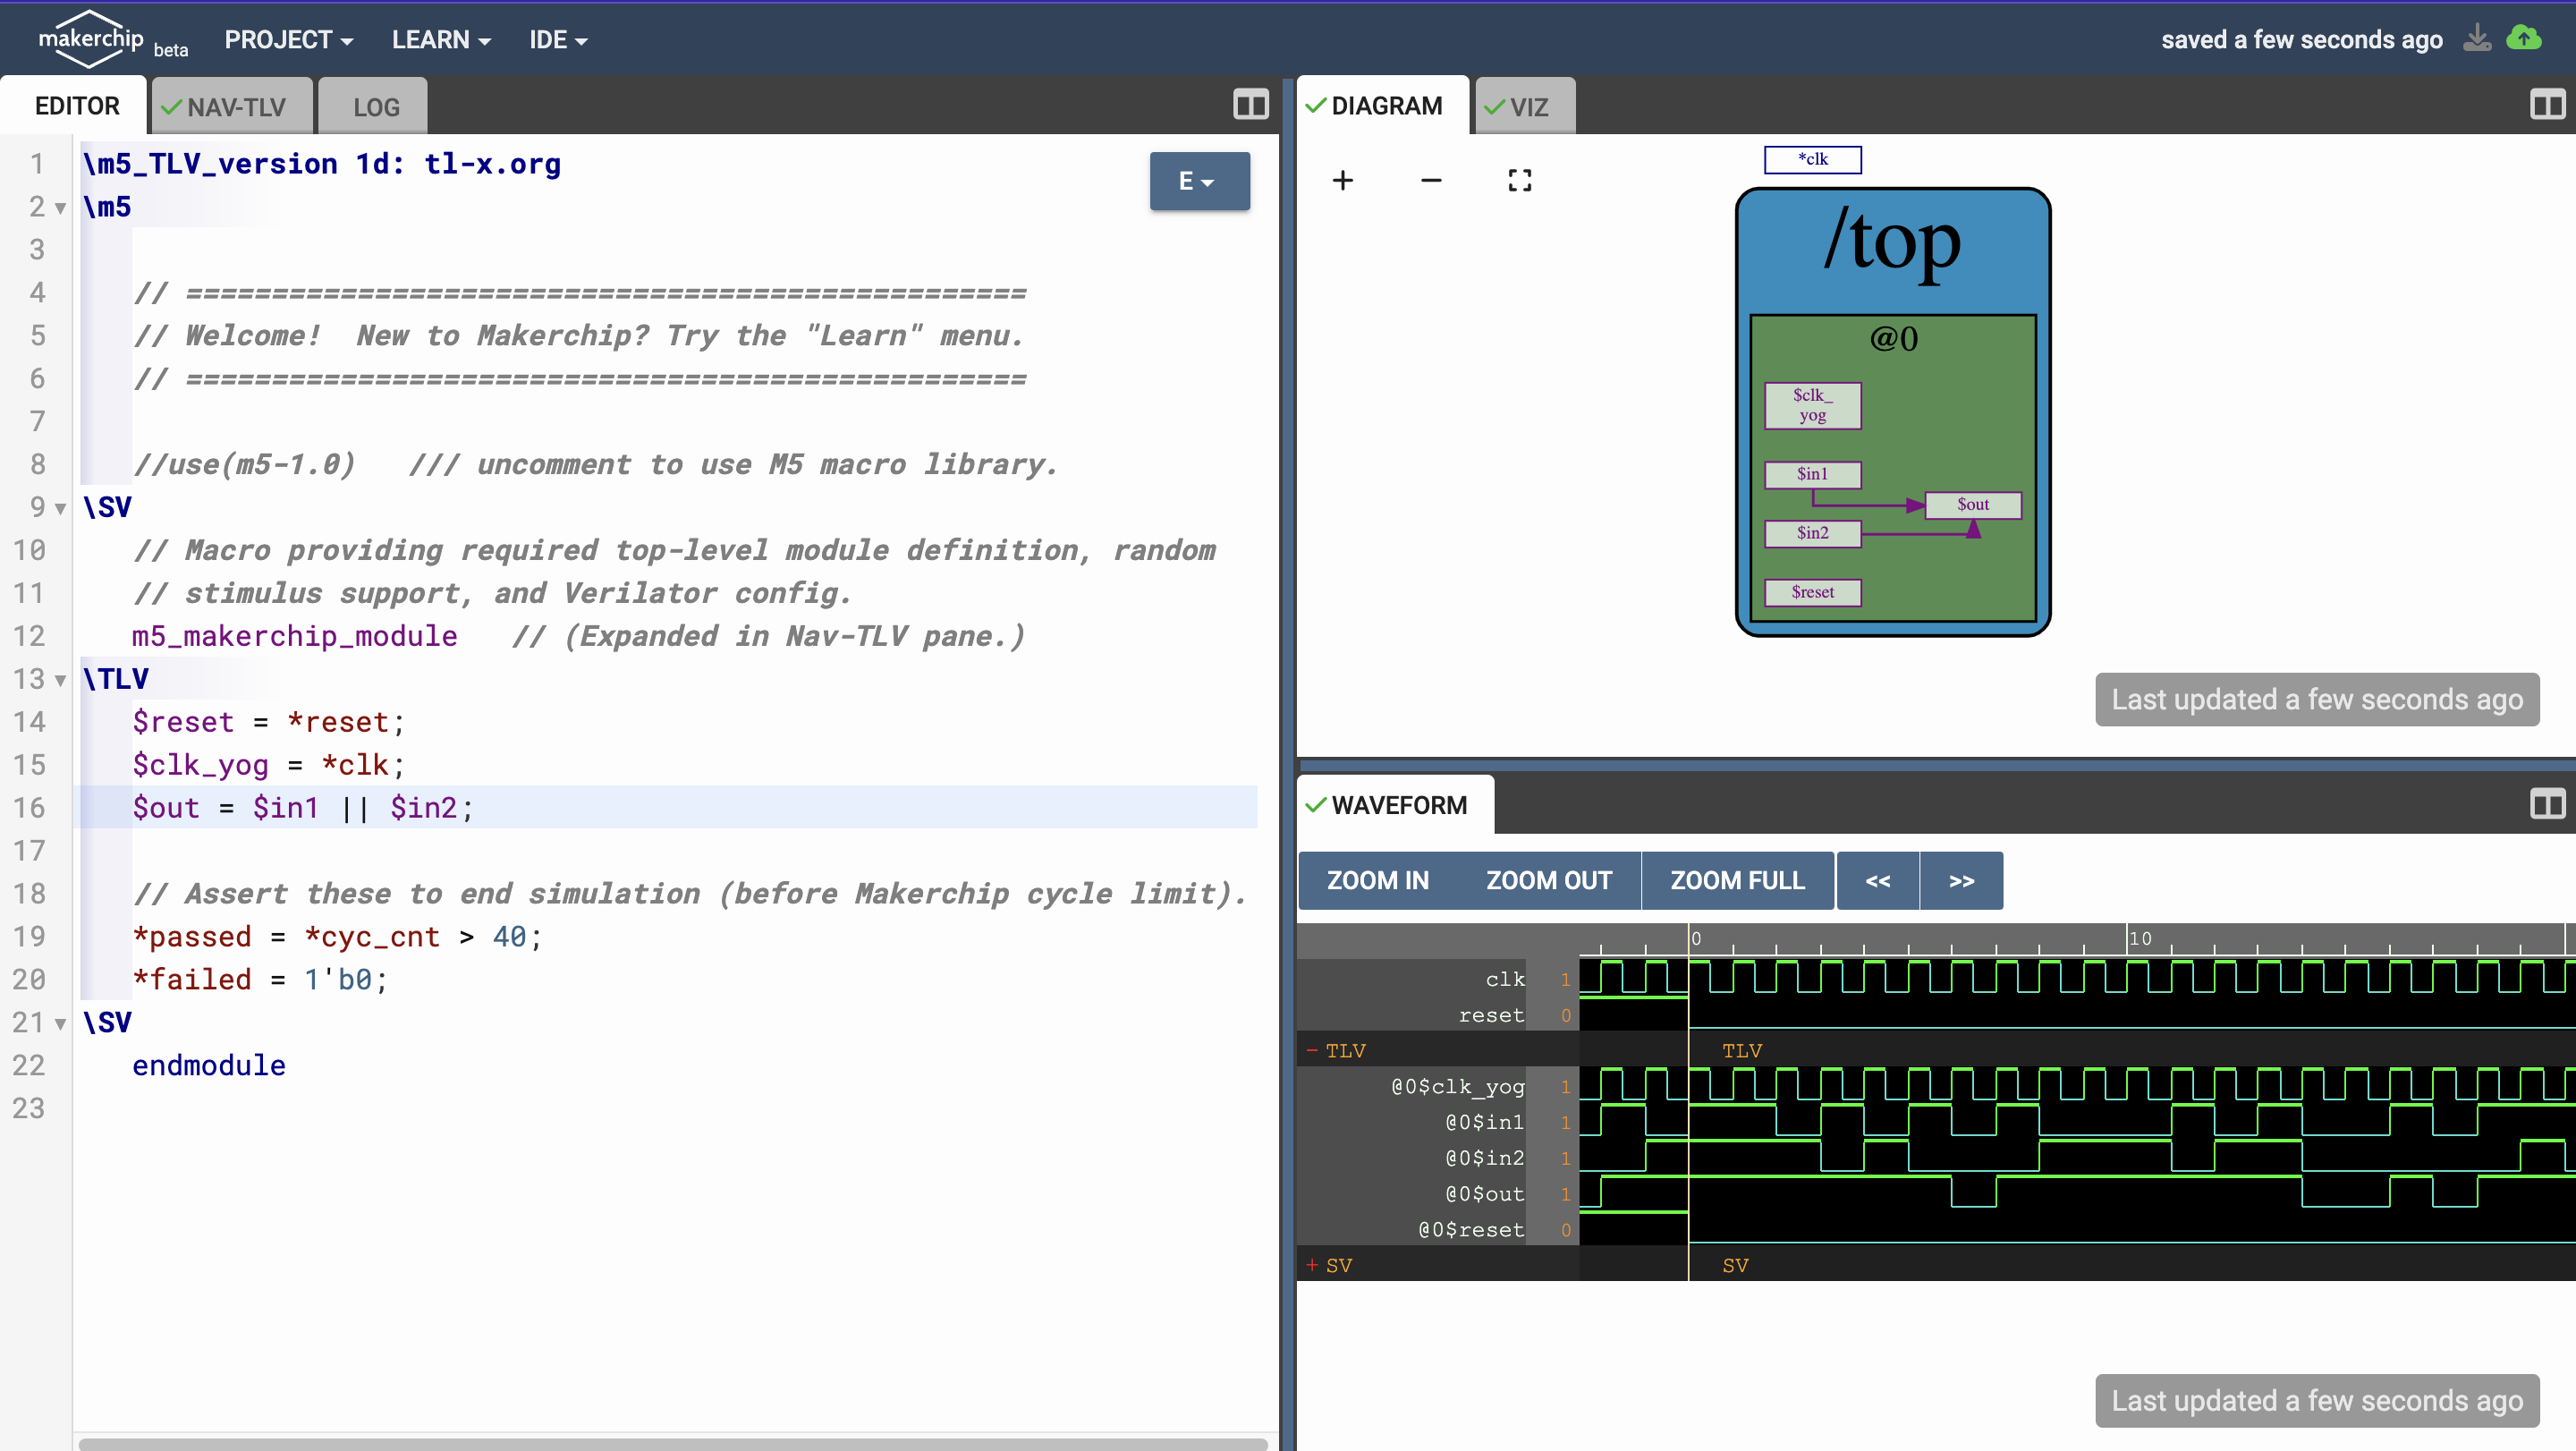 makerchip beta PROJECT LEARN IDE saved a few seconds ago
EDITOR NAV-TLV LOG
1 \m5_TLV_version 1d: tl-x.org
2 \m5
3
4 // =================================================
5 // Welcome!  New to Makerchip? Try the "Learn" menu.
6 // =================================================
7
8 //use(m5-1.0)   /// uncomment to use M5 macro library.
9 \SV
10 // Macro providing required top-level module definition, random
11 // stimulus support, and Verilator config.
12 m5_makerchip_module   // (Expanded in Nav-TLV pane.)
13 \TLV
14 $reset = *reset;
15 $clk_yog = *clk;
16 $out = $in1 || $in2;
17
18 // Assert these to end simulation (before Makerchip cycle limit).
19 *passed = *cyc_cnt > 40;
20 *failed = 1'b0;
21 \SV
22 endmodule
23
E
DIAGRAM VIZ
+ −
*clk
/top
@0
$clk_
yog
$in1
$out
$in2
$reset
Last updated a few seconds ago
WAVEFORM
ZOOM IN ZOOM OUT ZOOM FULL << >>
0 10
clk 1
reset 0
− TLV TLV
@0$clk_yog 1
@0$in1 1
@0$in2 1
@0$out 1
@0$reset 0
+ SV SV
Last updated a few seconds ago